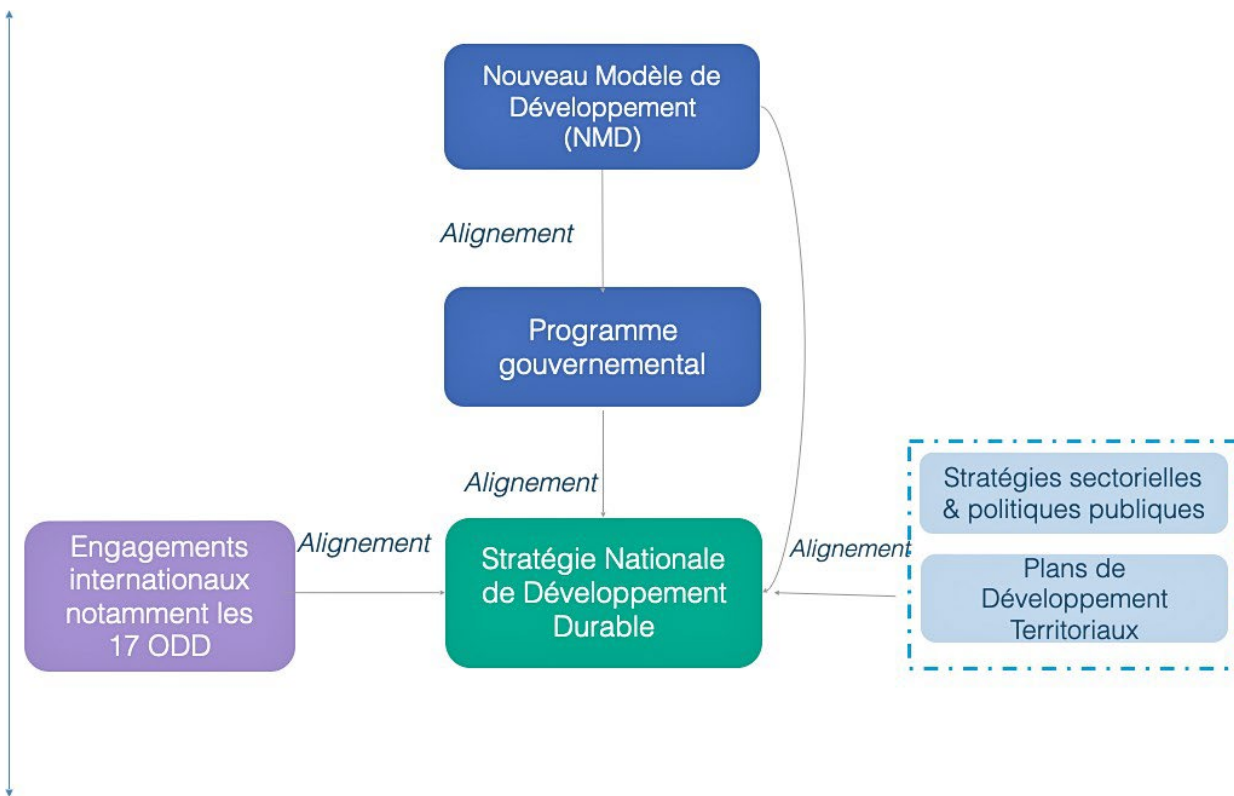 Nouveau Modèle de
Développement
(NMD)
Alignement
Programme
gouvernemental
Alignement
Engagements
internationaux
notamment les
17 ODD
Alignement
Stratégie Nationale
de Développement
Durable
Alignement
Stratégies sectorielles
& politiques publiques
Plans de
Développement
Territoriaux